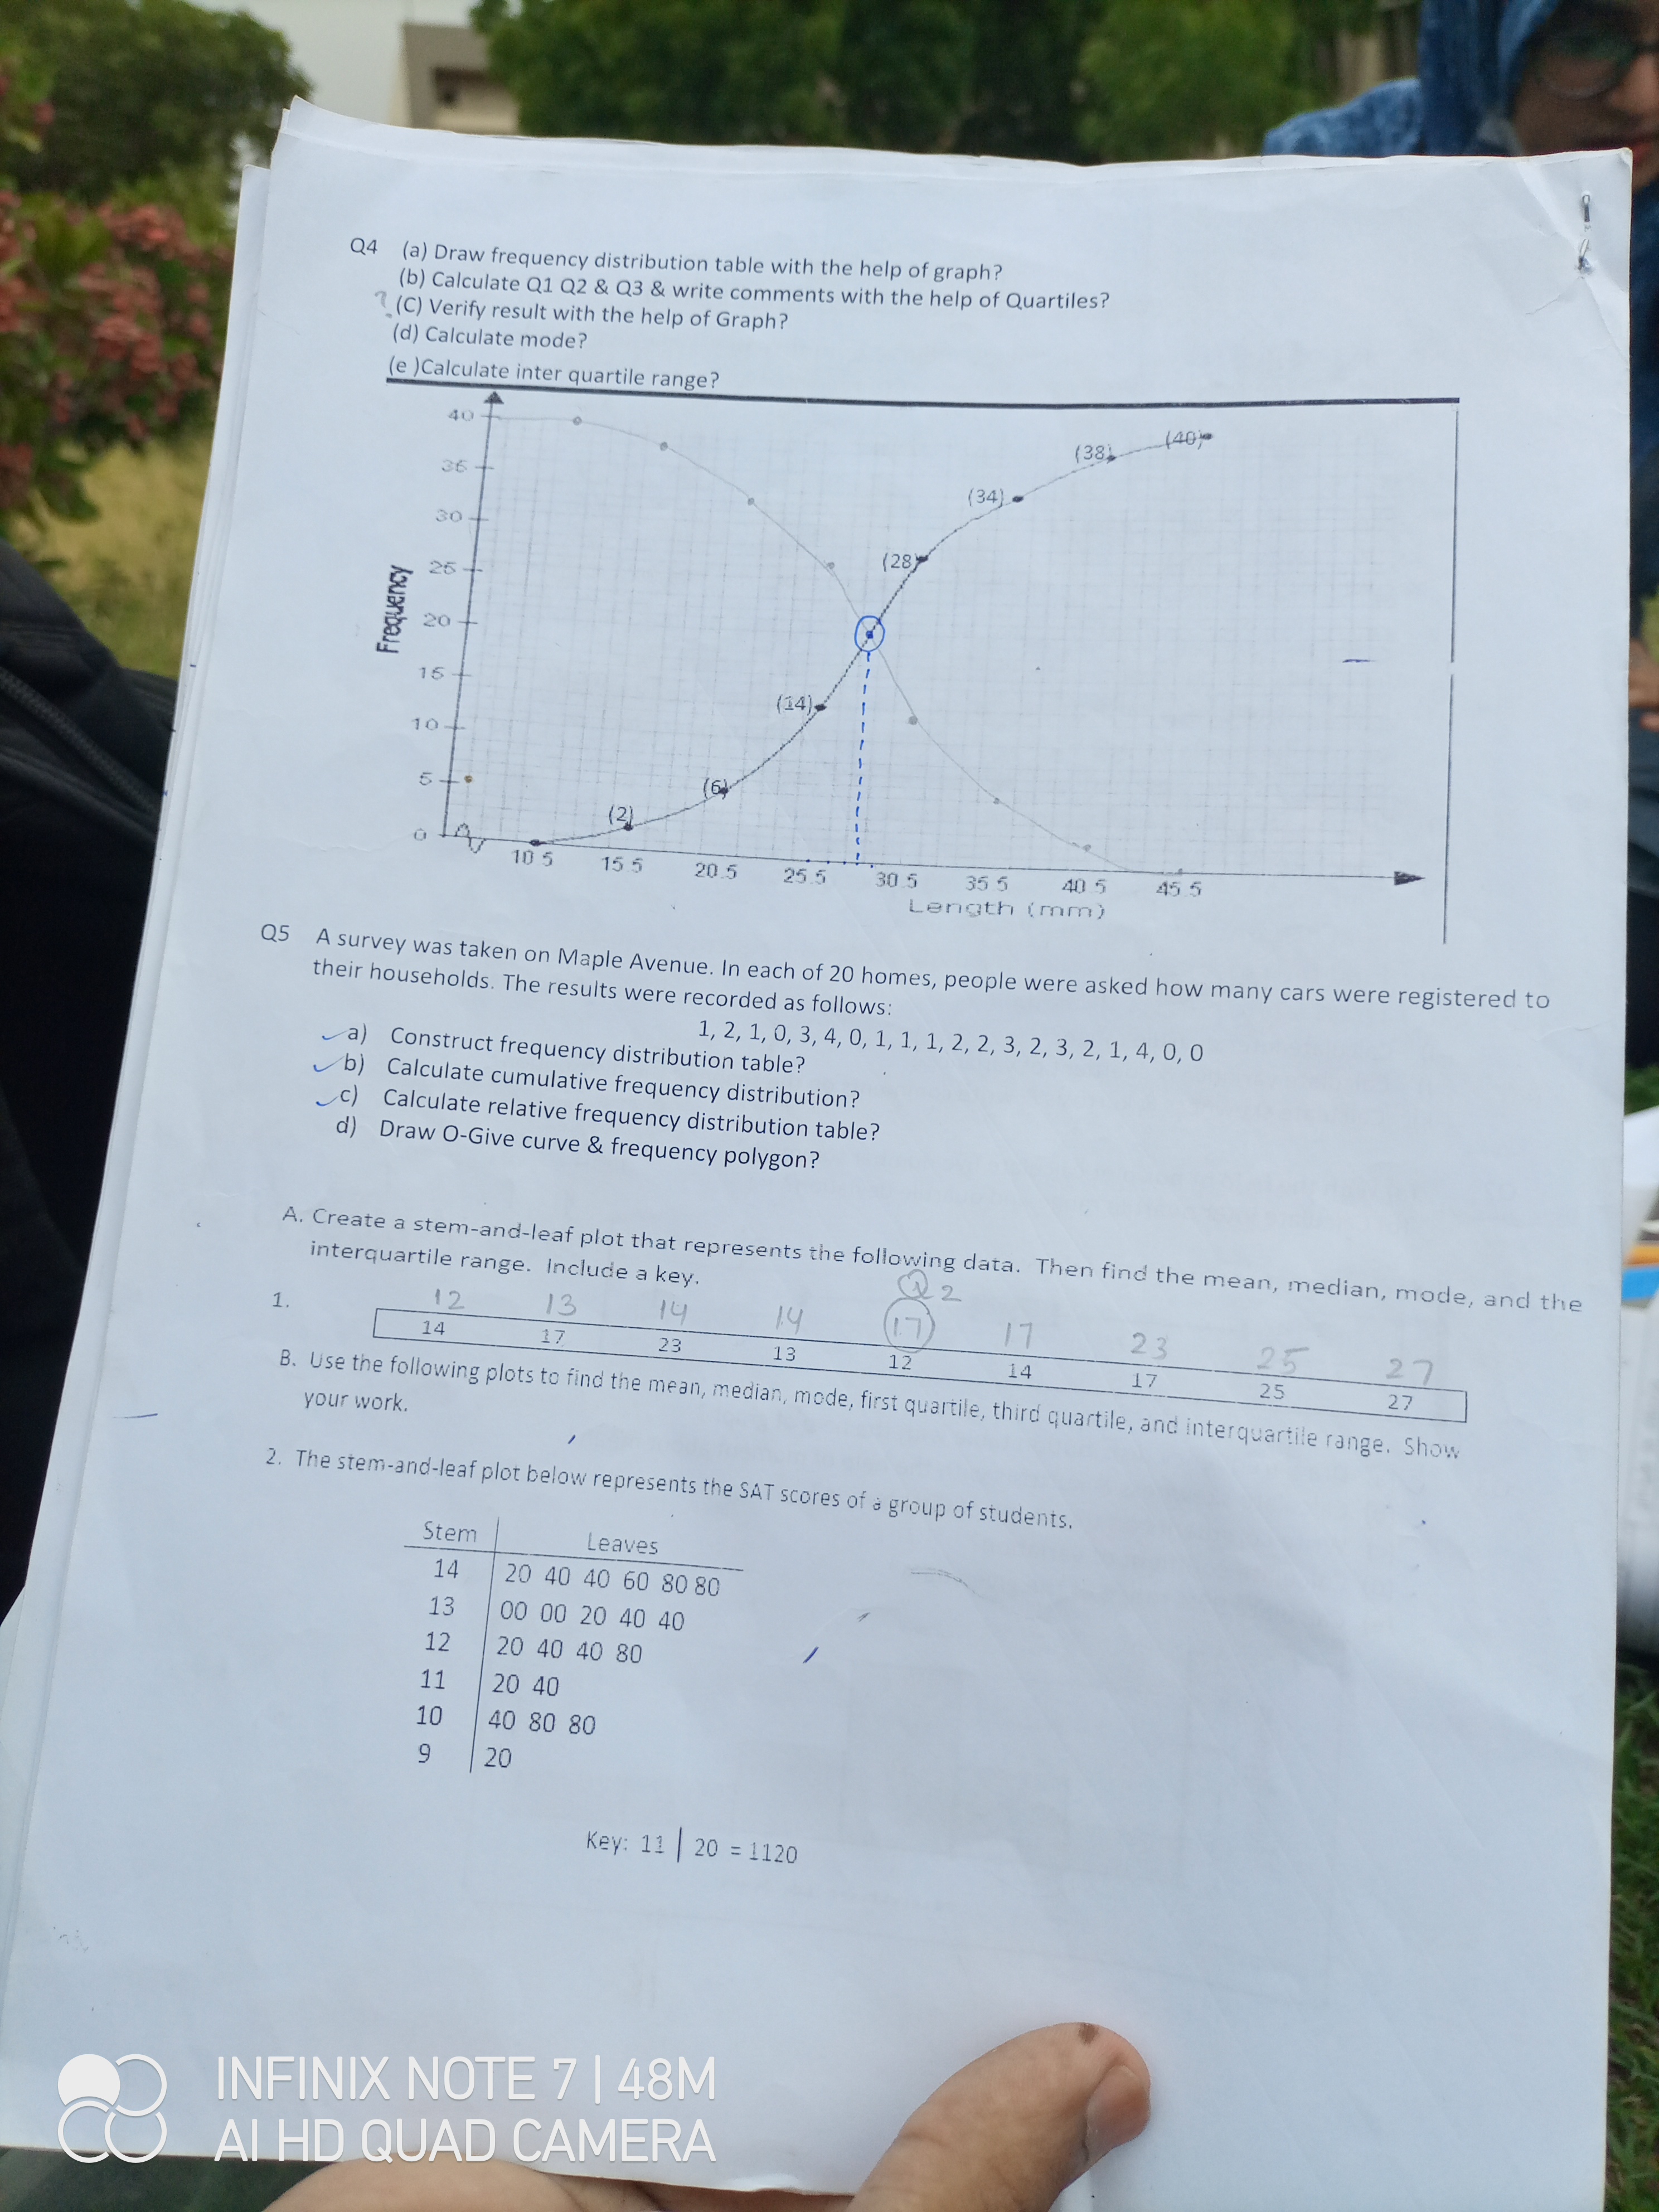 Q4 (a) Draw frequency distribution table with the help of graph?
(b) Calculate Q1 Q2 & Q3 & write comments with the help of Quartiles?
? (C) Verify result with the help of Graph?
(d) Calculate mode?
(e )Calculate inter quartile range?
40
36
30
25
20
15
10
5
0
Frequency
(2)
(6)
(14)
(28)
(34)
(38)
(40)
10 5 15 5 20 5 25.5 30 5 35 5 40 5 45 5
Length (mm)
Q5 A survey was taken on Maple Avenue. In each of 20 homes, people were asked how many cars were registered to
their households. The results were recorded as follows:
1, 2, 1, 0, 3, 4, 0, 1, 1, 1, 2, 2, 3, 2, 3, 2, 1, 4, 0, 0
a) Construct frequency distribution table?
b) Calculate cumulative frequency distribution?
c) Calculate relative frequency distribution table?
d) Draw O-Give curve & frequency polygon?
A. Create a stem-and-leaf plot that represents the following data. Then find the mean, median, mode, and the
interquartile range. Include a key.
Q2
1. 12 13 14 14 17 17 23 25 27
14 17 23 13 12 14 17 25 27
B. Use the following plots to find the mean, median, mode, first quartile, third quartile, and interquartile range. Show
your work.
2. The stem-and-leaf plot below represents the SAT scores of a group of students.
Stem Leaves
14 20 40 40 60 80 80
13 00 00 20 40 40
12 20 40 40 80
11 20 40
10 40 80 80
9 20
Key: 11 | 20 = 1120
INFINIX NOTE 7 | 48M
AI HD QUAD CAMERA